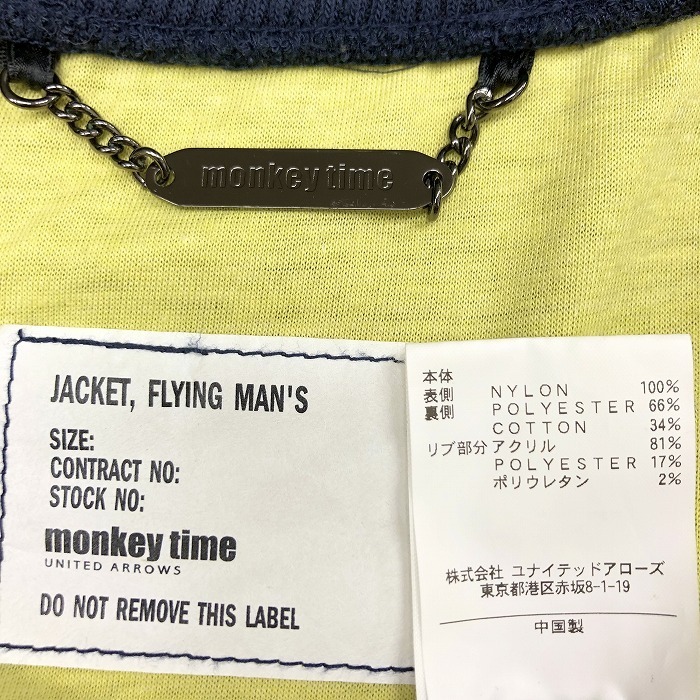 monkey time
JACKET, FLYING MAN'S
SIZE:
CONTRACT NO:
STOCK NO:
monkey time
UNITED ARROWS
DO NOT REMOVE THIS LABEL
本体
表側 NYLON 100%
裏側 POLYESTER 66%
COTTON 34%
リブ部分 アクリル 81%
POLYESTER 17%
ポリウレタン 2%
株式会社 ユナイテッドアローズ
東京都港区赤坂8-1-19
中国製